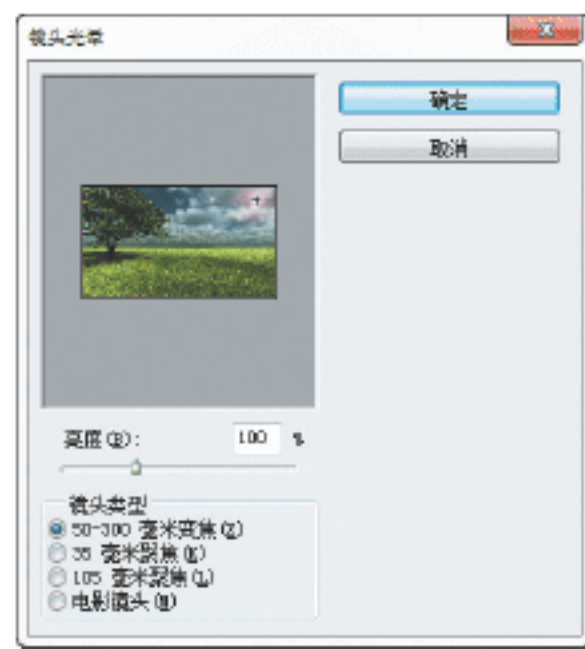 镜头光晕
确定
取消
亮度(B): 100 %
镜头类型
50-300 毫米变焦(Z)
35 毫米聚焦(K)
105 毫米聚焦(L)
电影镜头(M)